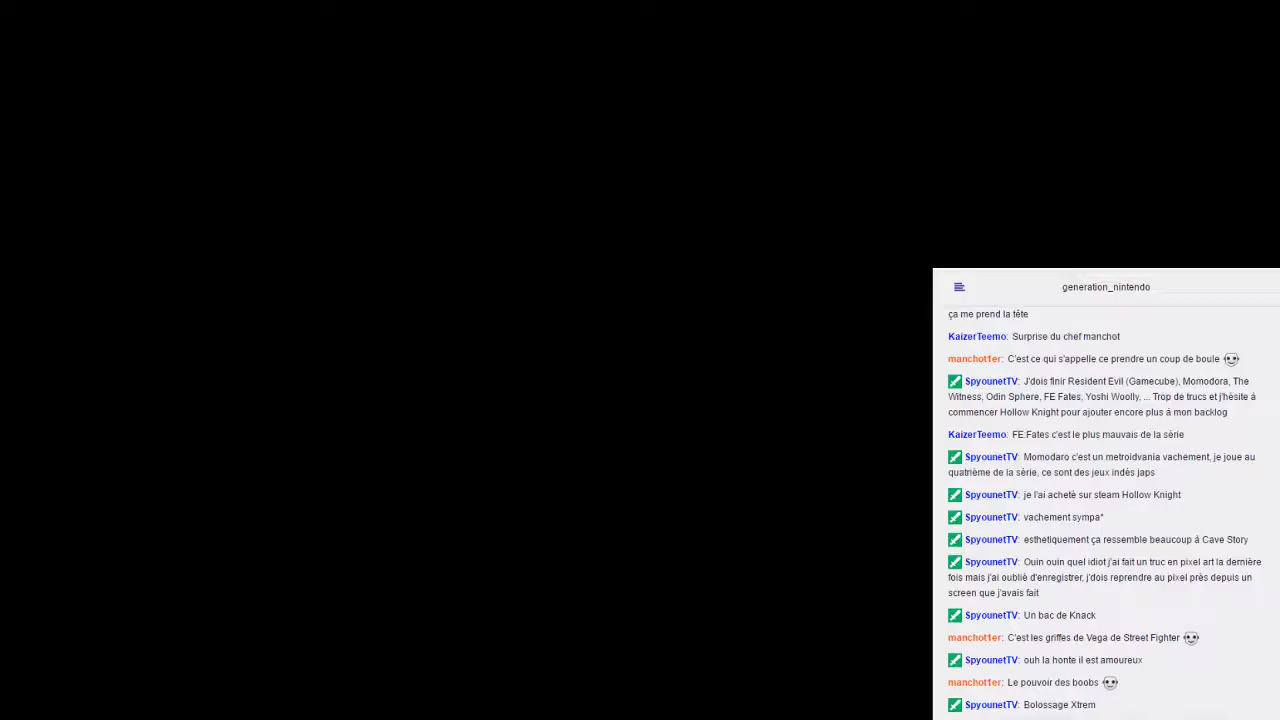 generation_nintendo
ça me prend la tête
KaizerTeemo: Surprise du chef manchot
manchot1er: C'est ce qui s'appelle ce prendre un coup de boule
SpyounetTV: J'dois finir Resident Evil (Gamecube), Momodora, The
Witness, Odin Sphere, FE Fates, Yoshi Woolly, ... Trop de trucs et j'hésite à
commencer Hollow Knight pour ajouter encore plus à mon backlog
KaizerTeemo: FE:Fates c'est le plus mauvais de la série
SpyounetTV: Momodaro c'est un metroidvania vachement, je joue au
quatrième de la série, ce sont des jeux indés japs
SpyounetTV: je l'ai acheté sur steam Hollow Knight
SpyounetTV: vachement sympa*
SpyounetTV: esthetiquement ça ressemble beaucoup à Cave Story
SpyounetTV: Ouin ouin quel idiot j'ai fait un truc en pixel art la dernière
fois mais j'ai oublié d'enregistrer, j'dois reprendre au pixel près depuis un
screen que j'avais fait
SpyounetTV: Un bac de Knack
manchot1er: C'est les griffes de Vega de Street Fighter
SpyounetTV: ouh la honte il est amoureux
manchot1er: Le pouvoir des boobs
SpyounetTV: Bolossage Xtrem